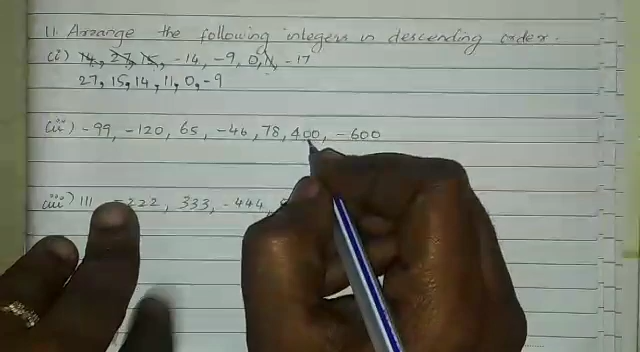 11. Arrange the following integers in descending order.
(i) 14, 27, 15, -14, -9, 0, 11, -17
27, 15, 14, 11, 0, -9
(ii) -99, -120, 65, -46, 78, 400, -600
(iii) 111, -222, 333, -444,